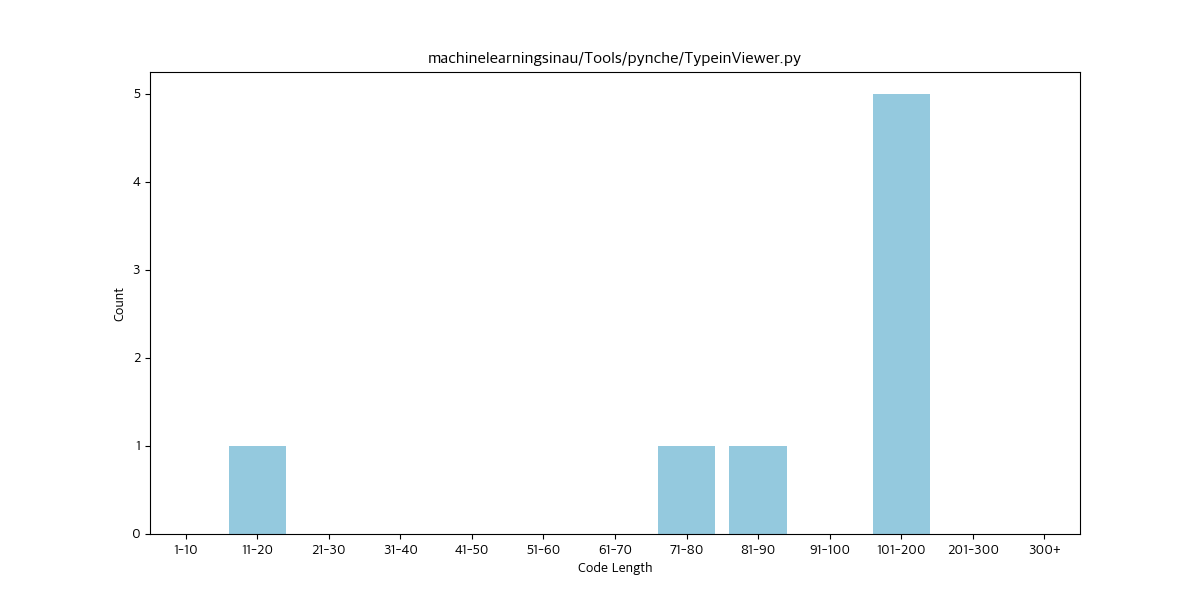 machinelearningsinau/Tools/pynche/TypeinViewer.py
5
4
3
2
1
0
Count
1-10 11-20 21-30 31-40 41-50 51-60 61-70 71-80 81-90 91-100 101-200 201-300 300+
Code Length